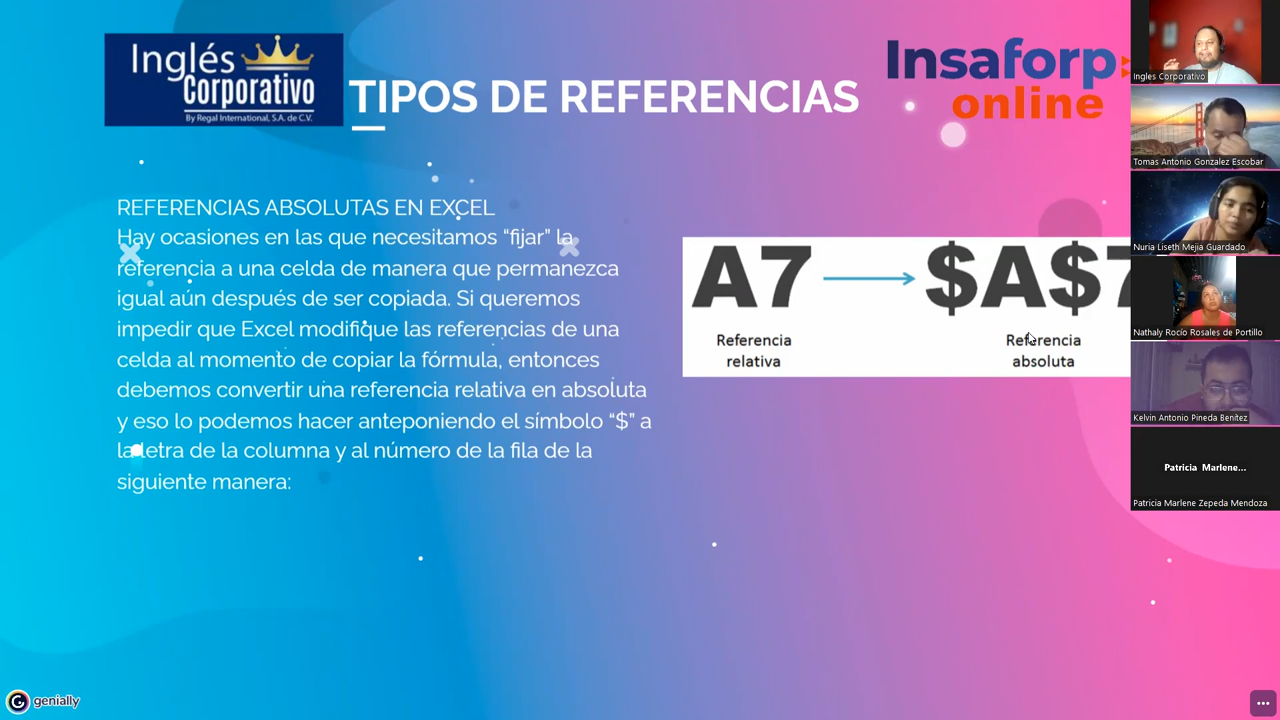 Inglés
Corporativo
By Regal International, S.A. de C.V.
TIPOS DE REFERENCIAS
Insaforp
online
REFERENCIAS ABSOLUTAS EN EXCEL
Hay ocasiones en las que necesitamos “fijar” la
referencia a una celda de manera que permanezca
igual aún después de ser copiada. Si queremos
impedir que Excel modifique las referencias de una
celda al momento de copiar la fórmula, entonces
debemos convertir una referencia relativa en absoluta
y eso lo podemos hacer anteponiendo el símbolo “$” a
la letra de la columna y al número de la fila de la
siguiente manera:
A7
$A$7
Referencia
relativa
Referencia
absoluta
Ingles Corporativo
Tomas Antonio Gonzalez Escobar
Nuria Liseth Mejia Guardado
Nathaly Rocío Rosales de Portillo
Kelvin Antonio Pineda Benítez
Patricia Marlene...
Patricia Marlene Zepeda Mendoza
genially